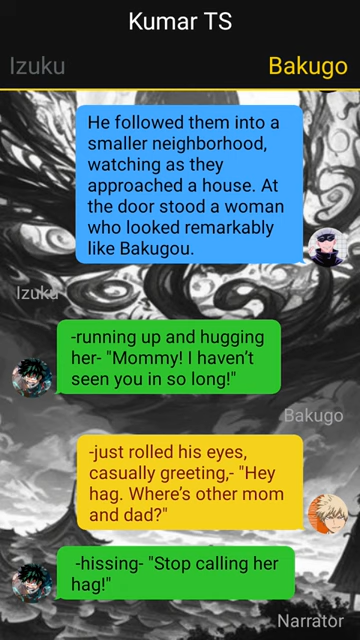 Kumar TS
Izuku
Bakugo
He followed them into a
smaller neighborhood,
watching as they
approached a house. At
the door stood a woman
who looked remarkably
like Bakugou.
Izuku
-running up and hugging
her- "Mommy! I haven’t
seen you in so long!"
Bakugo
-just rolled his eyes,
casually greeting,- "Hey
hag. Where’s other mom
and dad?"
-hissing- "Stop calling her
hag!"
Narrator